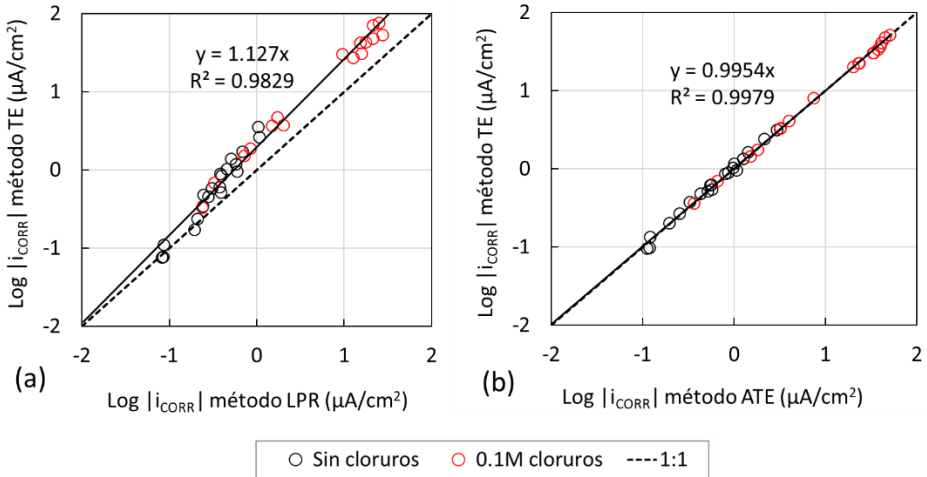 2
1
0
-1
-2
-2
-1
0
1
2
y = 1.127x
R² = 0.9829
Log |iCORR| método TE (µA/cm²)
Log |iCORR| método LPR (µA/cm²)
(a)
2
1
0
-1
-2
-2
-1
0
1
2
y = 0.9954x
R² = 0.9979
Log |iCORR| método TE (µA/cm²)
Log |iCORR| método ATE (µA/cm²)
(b)
Sin cloruros
0.1M cloruros
1:1